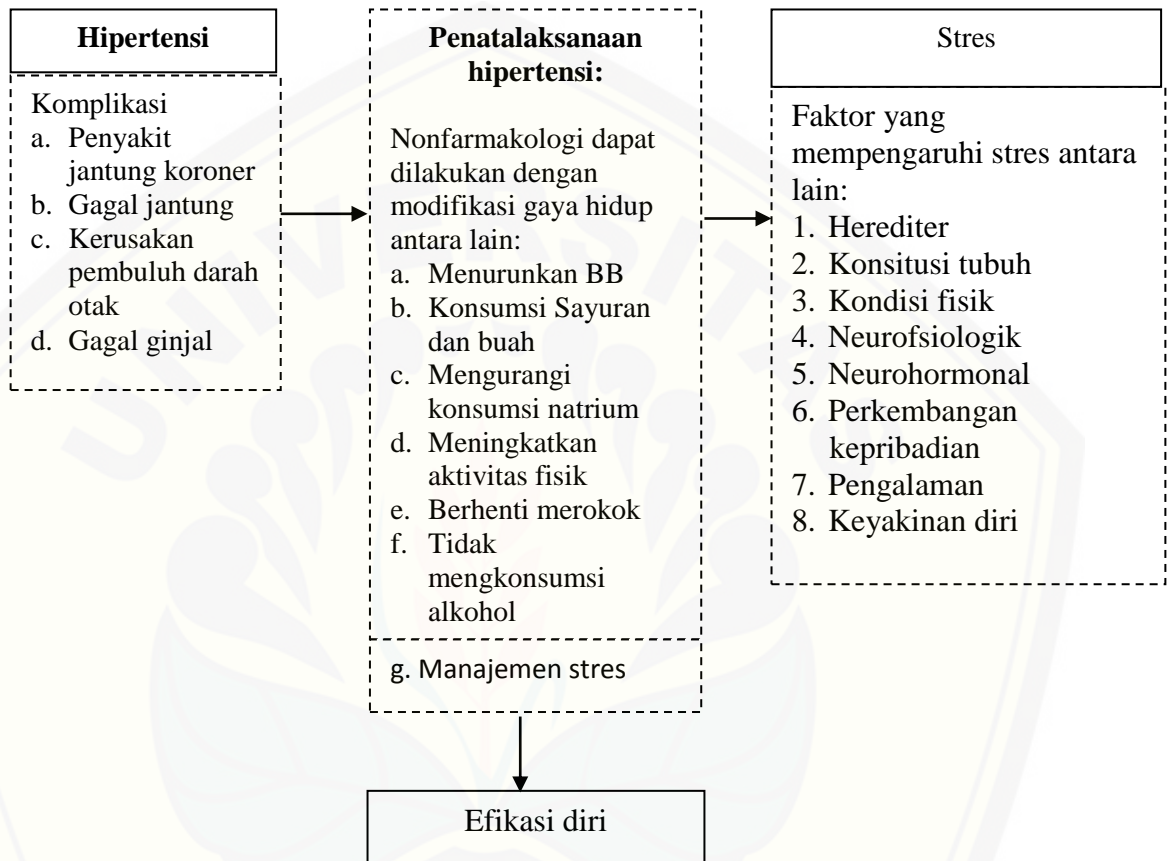 Hipertensi
Komplikasi
a. Penyakit
jantung koroner
b. Gagal jantung
c. Kerusakan
pembuluh darah
otak
d. Gagal ginjal
Penatalaksanaan
hipertensi:
Nonfarmakologi dapat
dilakukan dengan
modifikasi gaya hidup
antara lain:
a. Menurunkan BB
b. Konsumsi Sayuran
dan buah
c. Mengurangi
konsumsi natrium
d. Meningkatkan
aktivitas fisik
e. Berhenti merokok
f. Tidak
mengkonsumsi
alkohol
g. Manajemen stres
Stres
Faktor yang
mempengaruhi stres antara
lain:
1. Herediter
2. Konsitusi tubuh
3. Kondisi fisik
4. Neurofsiologik
5. Neurohormonal
6. Perkembangan
kepribadian
7. Pengalaman
8. Keyakinan diri
Efikasi diri
UNIVERSITAS